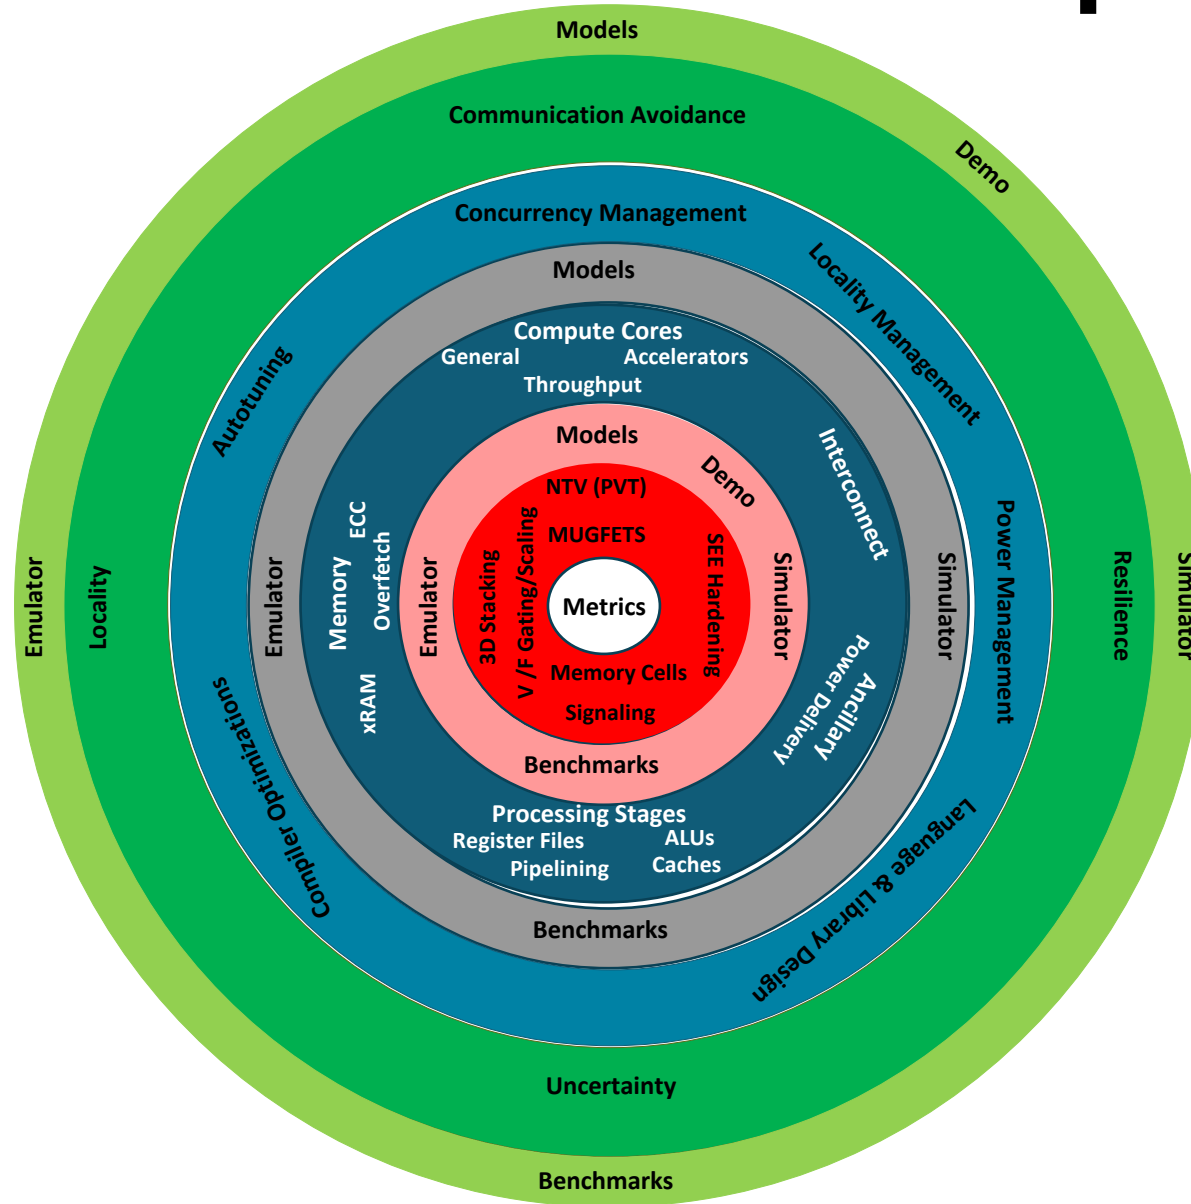 Models
Communication Avoidance
Demo
Concurrency Management
Locality Management
Models
Compute Cores
General
Accelerators
Throughput
Autotuning
Interconnect
Models
Demo
NTV (PVT)
MUGFETS
ECC
Overfetch
Memory
xRAM
3D Stacking
V /F Gating/Scaling
SEE Hardening
Metrics
Emulator
Locality
Emulator
Emulator
Simulator
Simulator
Power Management
Resilience
Simulator
Memory Cells
Signaling
Power Delivery
Ancillary
Benchmarks
Compiler Optimizations
Processing Stages
Register Files
ALUs
Pipelining
Caches
Language & Library Design
Benchmarks
Uncertainty
Benchmarks